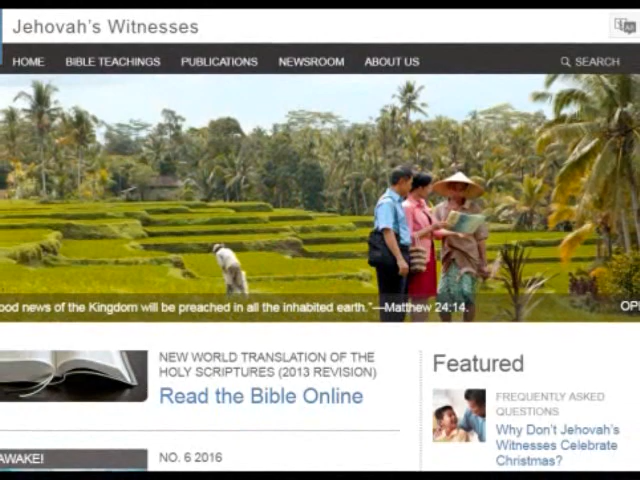 Jehovah's Witnesses
HOME BIBLE TEACHINGS PUBLICATIONS NEWSROOM ABOUT US SEARCH
ood news of the Kingdom will be preached in all the inhabited earth."—Matthew 24:14. OP
NEW WORLD TRANSLATION OF THE
HOLY SCRIPTURES (2013 REVISION)
Read the Bible Online
AWAKE!
NO. 6 2016
Featured
FREQUENTLY ASKED
QUESTIONS
Why Don't Jehovah's
Witnesses Celebrate
Christmas?